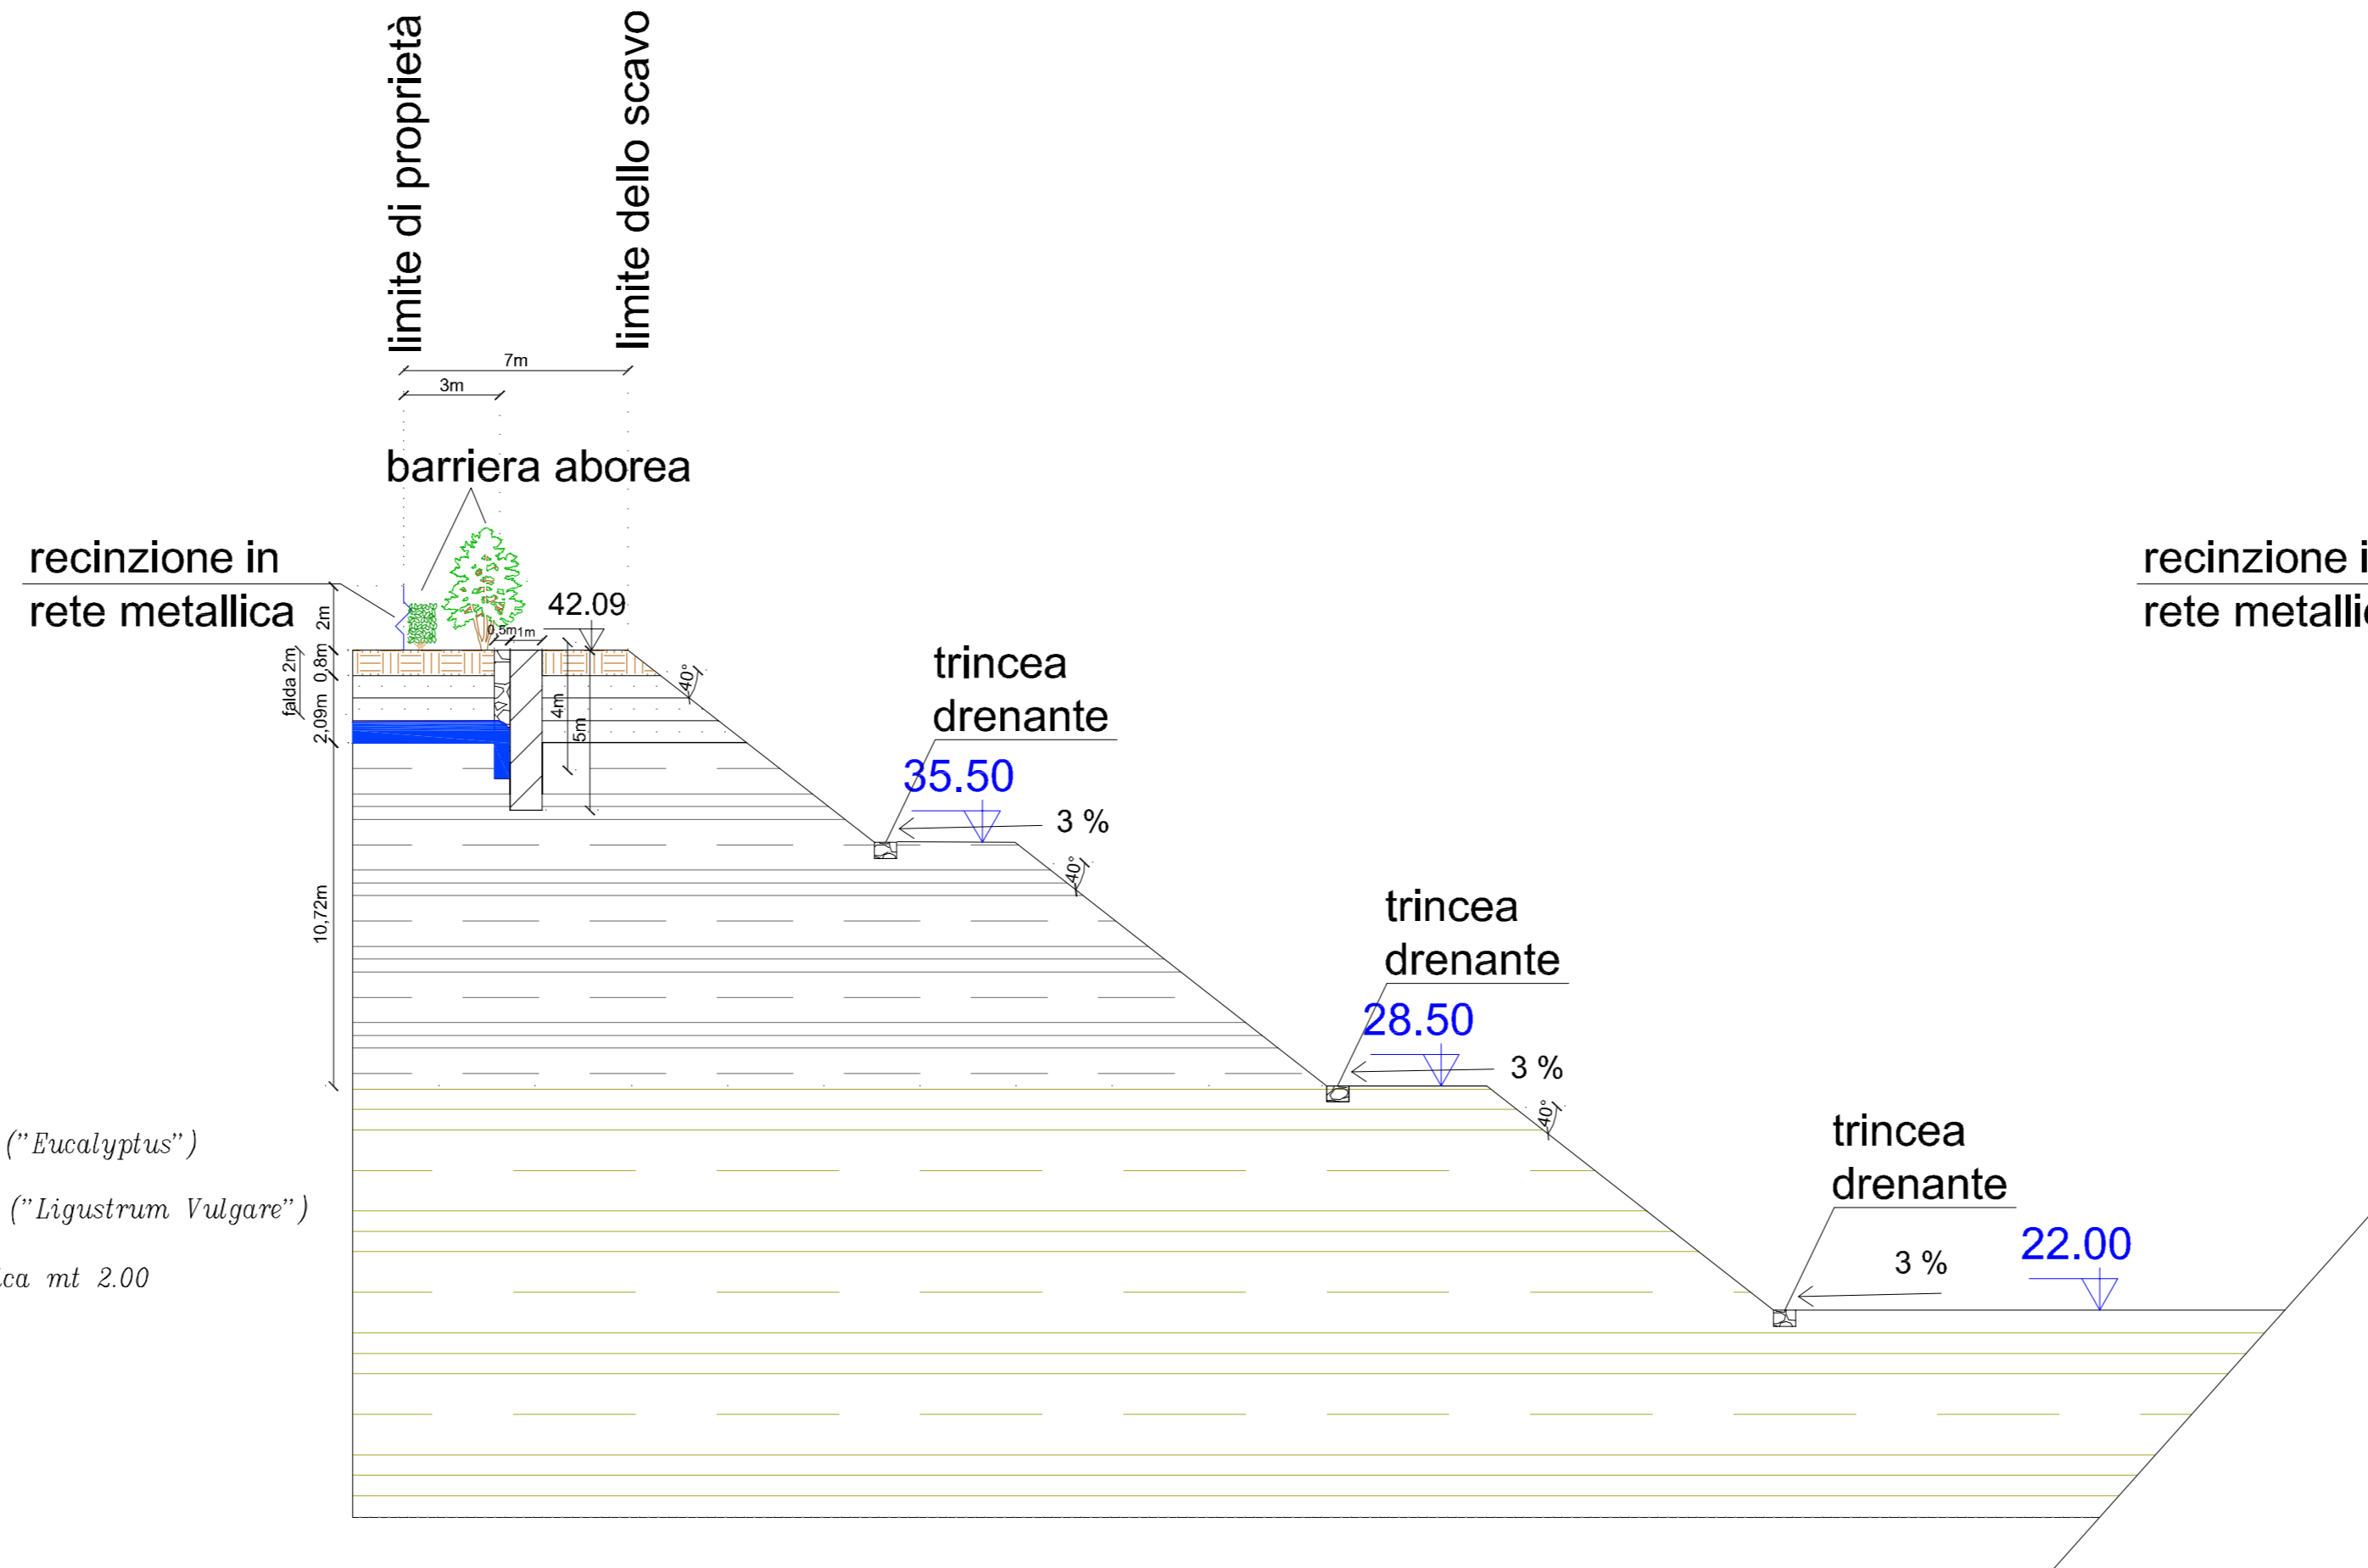 limite di proprietà
limite dello scavo
7m
3m
barriera aborea
recinzione in
rete metallica
recinzione i
rete metallic
2m
42.09
0,5m
1m
falda 2m
0,8m
2,09m
4m
5m
40°
trincea
drenante
35.50
3 %
40°
10,72m
trincea
drenante
28.50
3 %
40°
("Eucalyptus")
("Ligustrum Vulgare")
ca mt 2.00
trincea
drenante
22.00
3 %